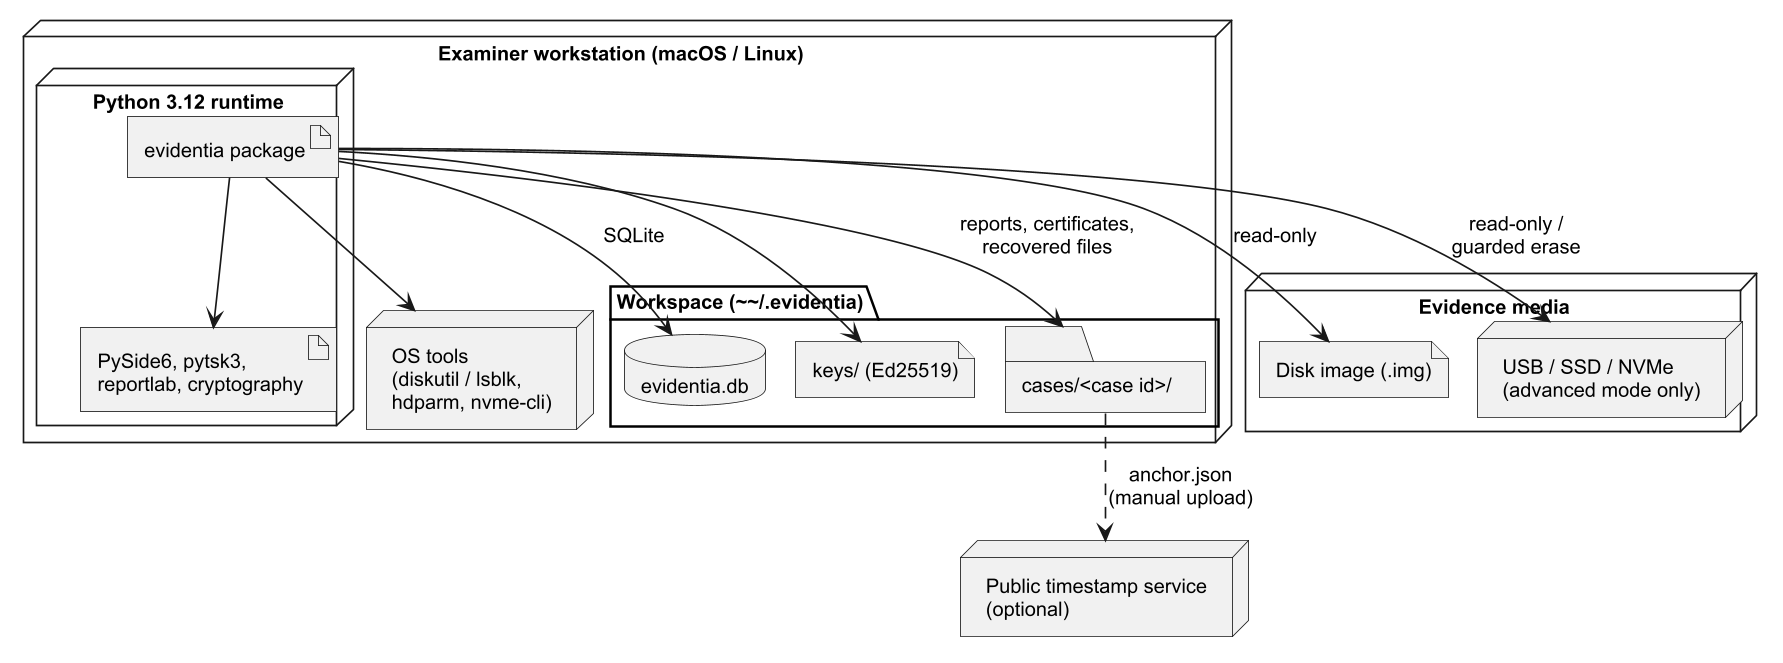 Examiner workstation (macOS / Linux)
Python 3.12 runtime
evidentia package
SQLite
reports, certificates,
recovered files
read-only
read-only /
guarded erase
Workspace (~~/.evidentia)
Evidence media
PySide6, pytsk3,
reportlab, cryptography
OS tools
(diskutil / lsblk,
hdparm, nvme-cli)
evidentia.db
keys/ (Ed25519)
cases/<case id>/
Disk image (.img)
USB / SSD / NVMe
(advanced mode only)
anchor.json
(manual upload)
Public timestamp service
(optional)